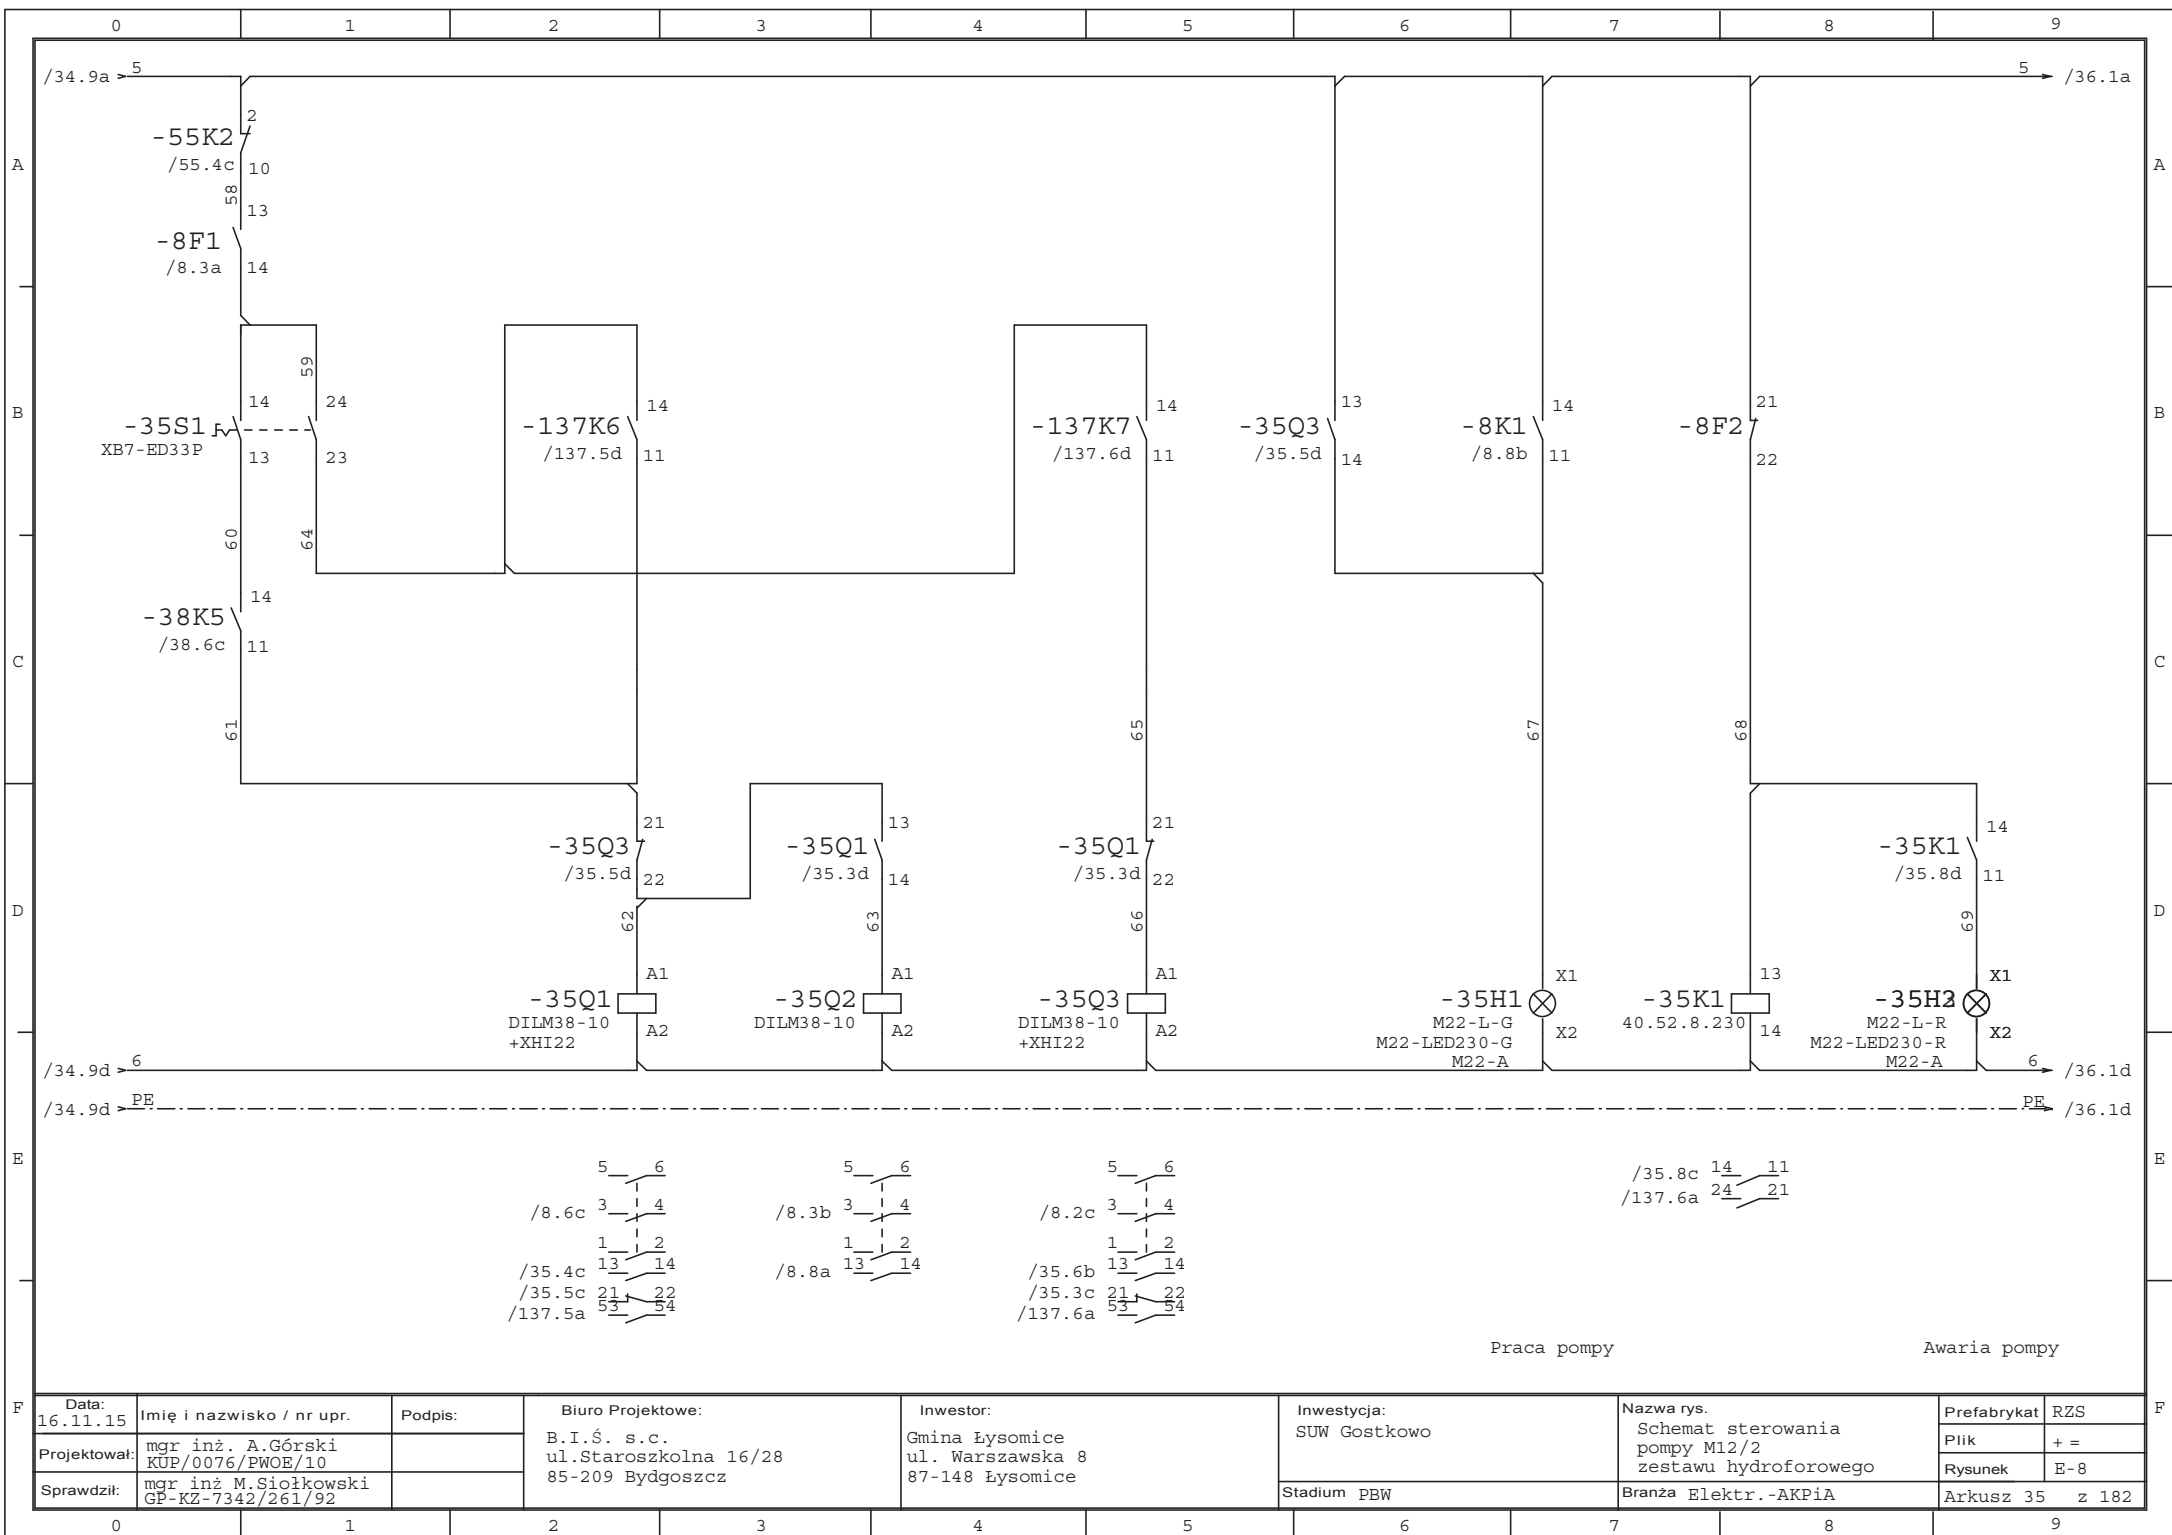 0 1 2 3 4 5 6 7 8 9
/34.9a 5
5 /36.1a
A
A
2
-55K2
/55.4c 10
58
13
-8F1
/8.3a 14
59
B
B
-35S1
XB7-ED33P
14
13
24
23
-137K6
/137.5d
14
11
-137K7
/137.6d
14
11
-35Q3
/35.5d
13
14
-8K1
/8.8b
14
11
-8F2
21
22
60
64
14
-38K5
/38.6c 11
C
C
61
65
67
68
21
-35Q3
/35.5d
22
13
-35Q1
/35.3d
14
21
-35Q1
/35.3d
22
14
-35K1
/35.8d
11
D
D
62
63
66
69
A1
-35Q1
DILM38-10
+XHI22
A2
A1
-35Q2
DILM38-10
A2
A1
-35Q3
DILM38-10
+XHI22
A2
X1
-35H1
M22-L-G
X2
M22-LED230-G
M22-A
13
-35K1
40.52.8.230
14
X1
M22-L-R
X2
M22-LED230-R
M22-A
/34.9d 6
6 /36.1d
/34.9d PE
PE /36.1d
E
E
5 6
/8.6c 3 4
1 2
/35.4c 13 14
/35.5c 21 22
/137.5a 53 54
5 6
/8.3b 3 4
1 2
/8.8a 13 14
5 6
/8.2c 3 4
1 2
/35.6b 13 14
/35.3c 21 22
/137.6a 53 54
/35.8c 14 11
/137.6a 24 21
Praca pompy
Awaria pompy
F
F
Data:
16.11.15
Imię i nazwisko / nr upr.
Podpis:
Projektował:
mgr inż. A.Górski
KUP/0076/PWOE/10
Sprawdził:
mgr inż M.Siołkowski
GP-KZ-7342/261/92
Biuro Projektowe:
B.I.Ś. s.c.
ul.Staroszkolna 16/28
85-209 Bydgoszcz
Inwestor:
Gmina Łysomice
ul. Warszawska 8
87-148 Łysomice
Inwestycja:
SUW Gostkowo
Stadium PBW
Nazwa rys.
Schemat sterowania
pompy M12/2
zestawu hydroforowego
Branża Elektr.-AKPiA
Prefabrykat RZS
Plik + =
Rysunek E-8
Arkusz 35 z 182
0 1 2 3 4 5 6 7 8 9